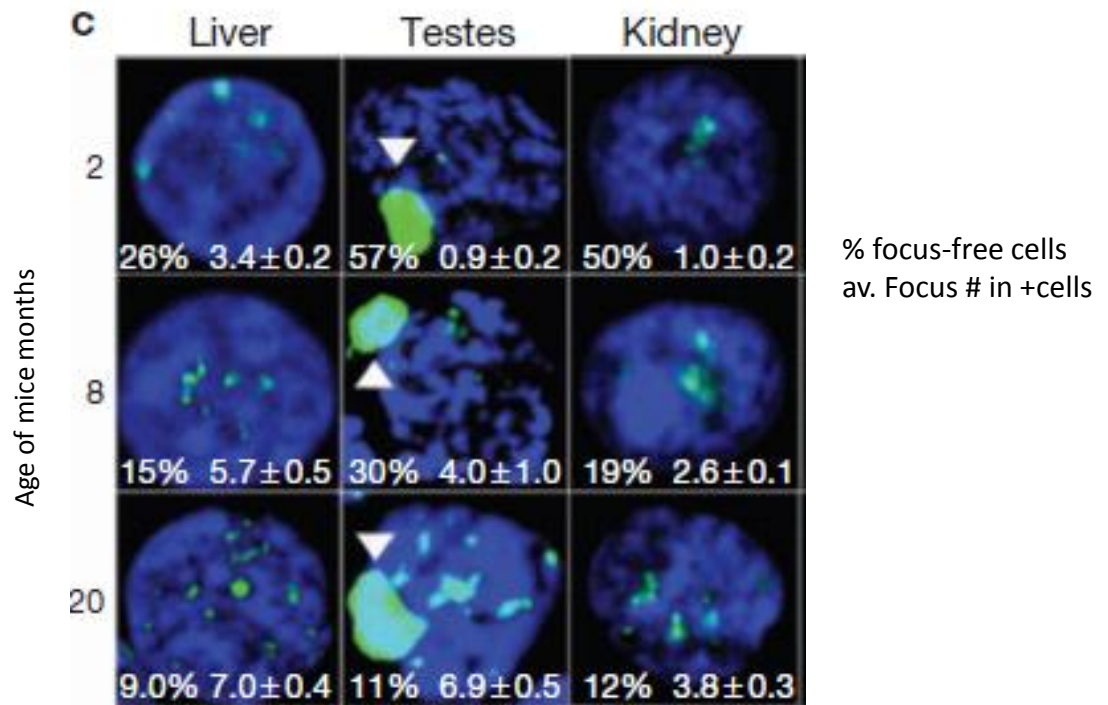 c
Liver Testes Kidney
2
26% 3.4±0.2 57% 0.9±0.2 50% 1.0±0.2
% focus-free cells
av. Focus # in +cells
Age of mice months
8
15% 5.7±0.5 30% 4.0±1.0 19% 2.6±0.1
20
9.0% 7.0±0.4 11% 6.9±0.5 12% 3.8±0.3